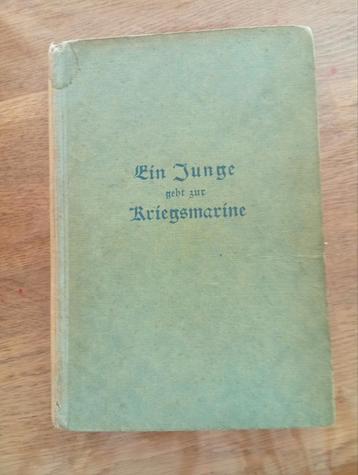 Ein Junge
geht zur
Kriegsmarine